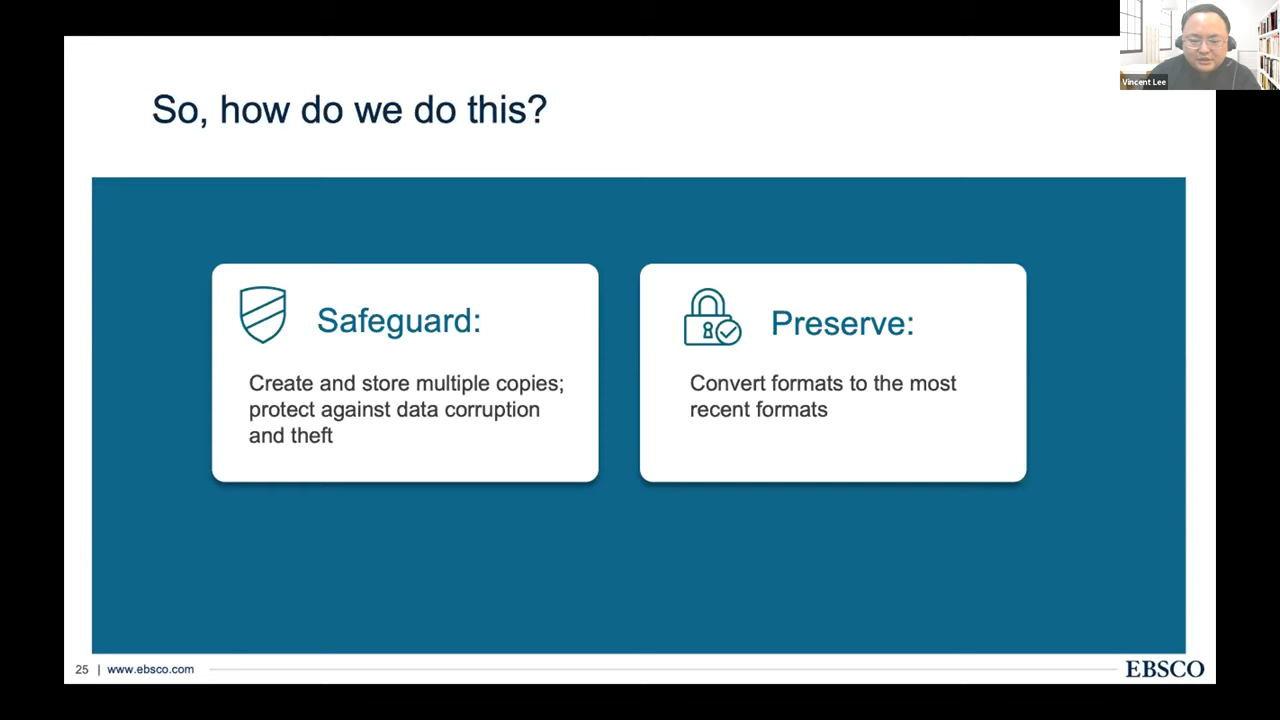 Vincent Lee
So, how do we do this?
Safeguard:
Create and store multiple copies;
protect against data corruption
and theft
Preserve:
Convert formats to the most
recent formats
25 | www.ebsco.com
EBSCO